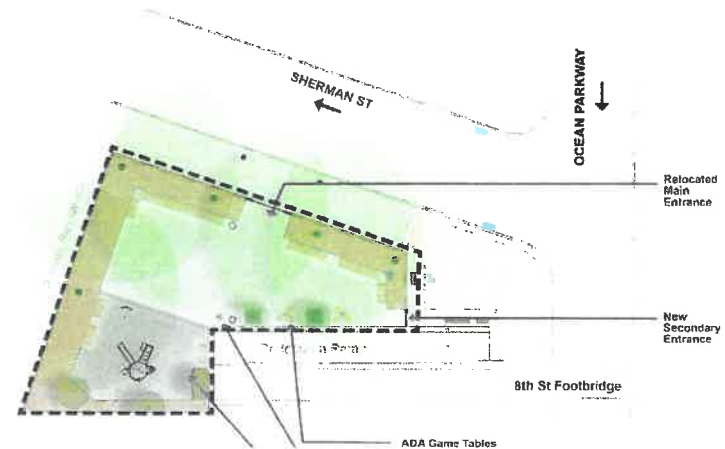 SHERMAN ST
OCEAN PARKWAY
Relocated
Main
Entrance
New
Secondary
Entrance
8th St Footbridge
ADA Game Tables